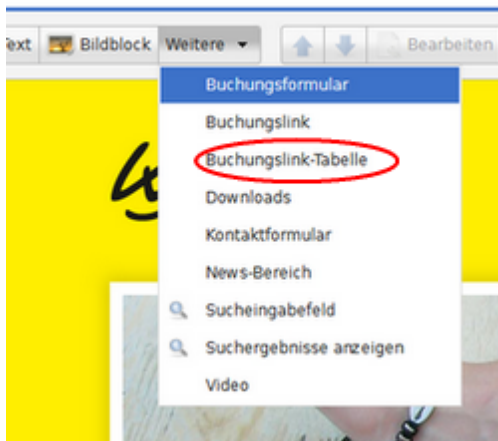 Text Bildblock Weitere Bearbeiten
Buchungsformular
Buchungslink
Buchungslink-Tabelle
Downloads
Kontaktformular
News-Bereich
Sucheingabefeld
Suchergebnisse anzeigen
Video